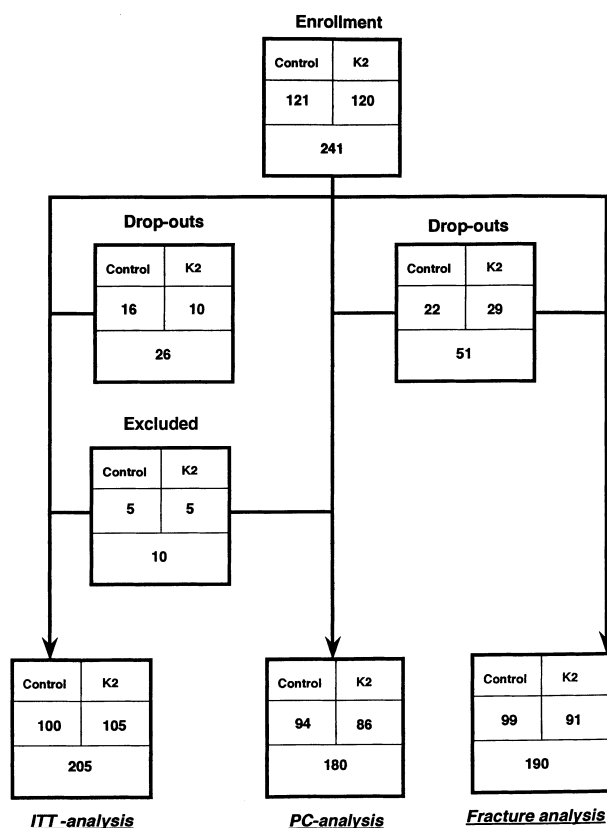 Enrollment
Control K2
121 120
241
Drop-outs
Control K2
16 10
26
Drop-outs
Control K2
22 29
51
Excluded
Control K2
5 5
10
Control K2
100 105
205
ITT -analysis
Control K2
94 86
180
PC-analysis
Control K2
99 91
190
Fracture analysis